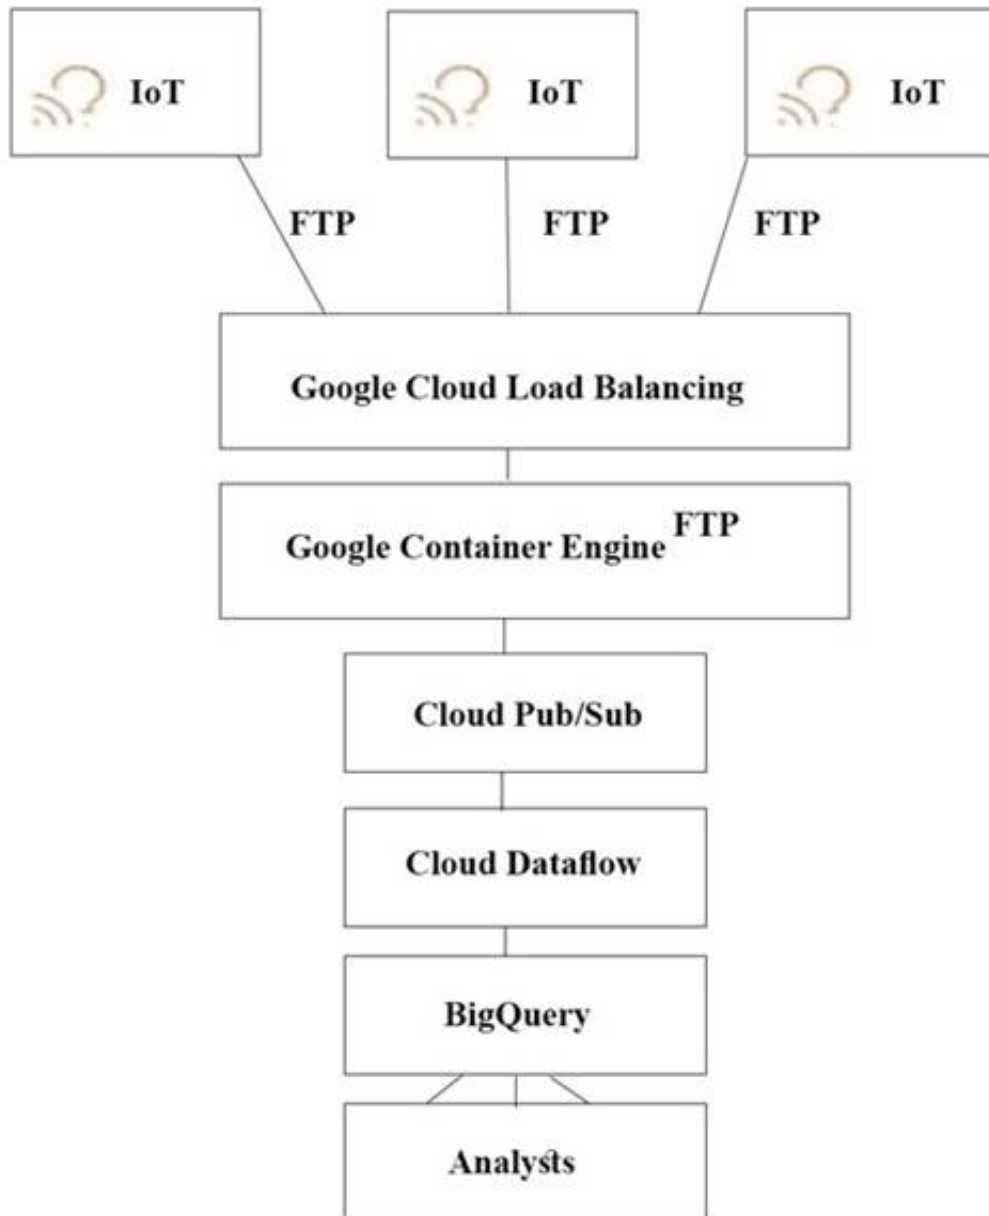 IoT
IoT
IoT
FTP
FTP
FTP
Google Cloud Load Balancing
Google Container Engine FTP
Cloud Pub/Sub
Cloud Dataflow
BigQuery
Analysts